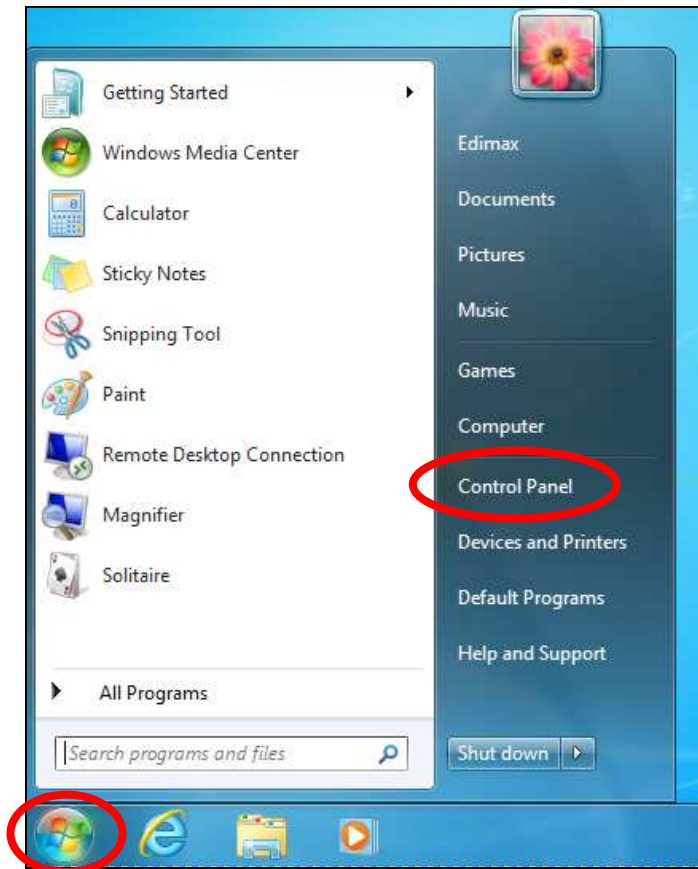 Getting Started
Windows Media Center
Calculator
Sticky Notes
Snipping Tool
Paint
Remote Desktop Connection
Magnifier
Solitaire
All Programs
Search programs and files
Edimax
Documents
Pictures
Music
Games
Computer
Control Panel
Devices and Printers
Default Programs
Help and Support
Shut down